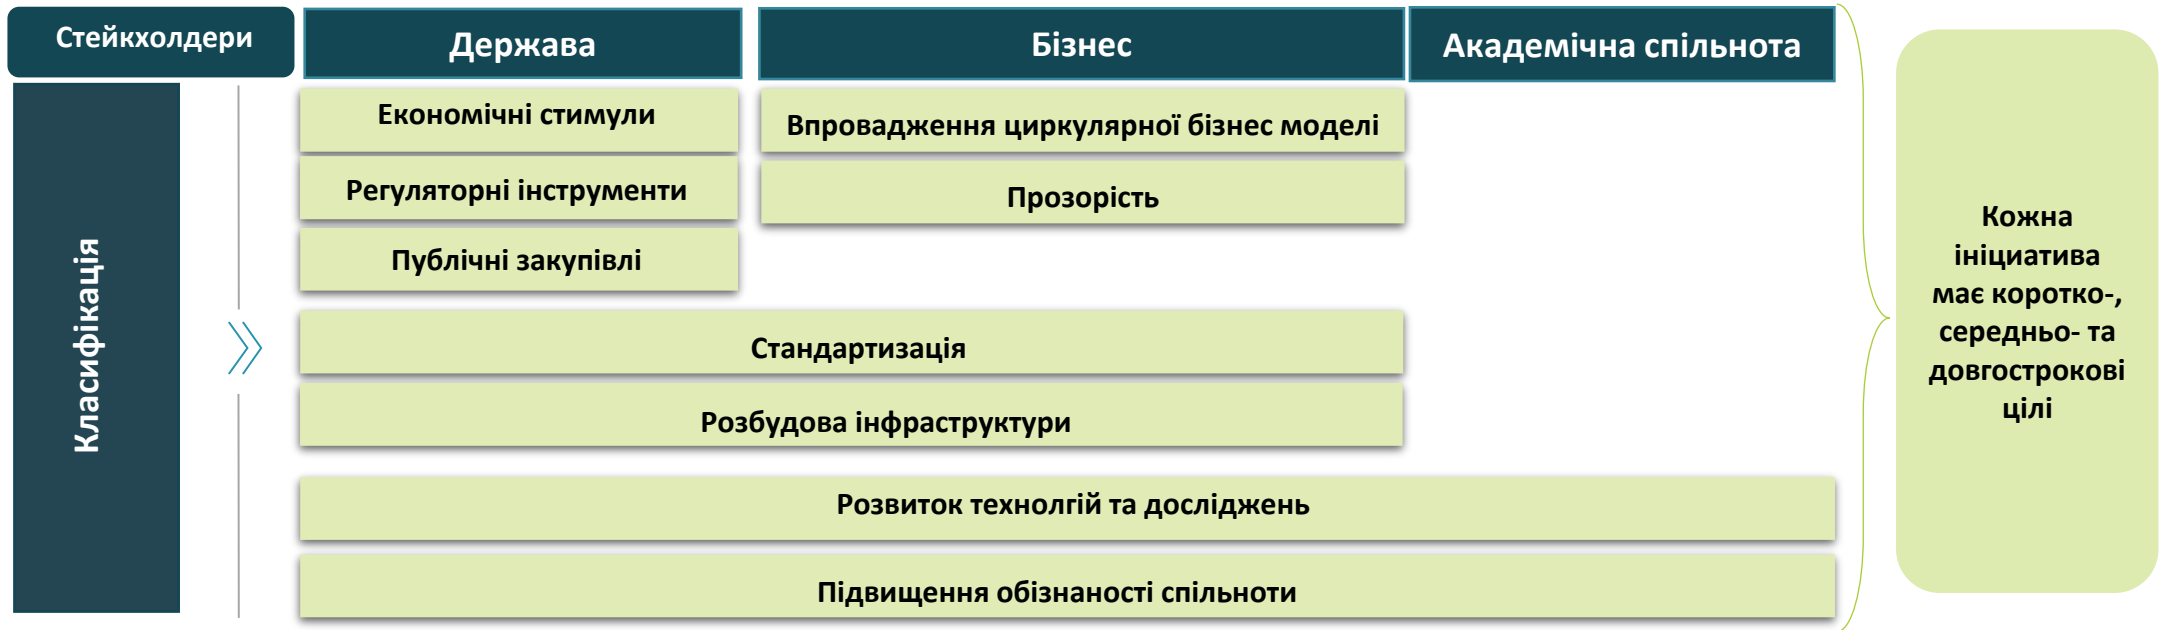 Стейкхолдери
Держава
Бізнес
Академічна спільнота
Класифікація
Економічні стимули
Регуляторні інструменти
Публічні закупівлі
Впровадження циркулярної бізнес моделі
Прозорість
Стандартизація
Розбудова інфраструктури
Розвиток технолгій та досліджень
Підвищення обізнаності спільноти
Кожна
ініциатива
має коротко-,
середньо- та
довгострокові
цілі